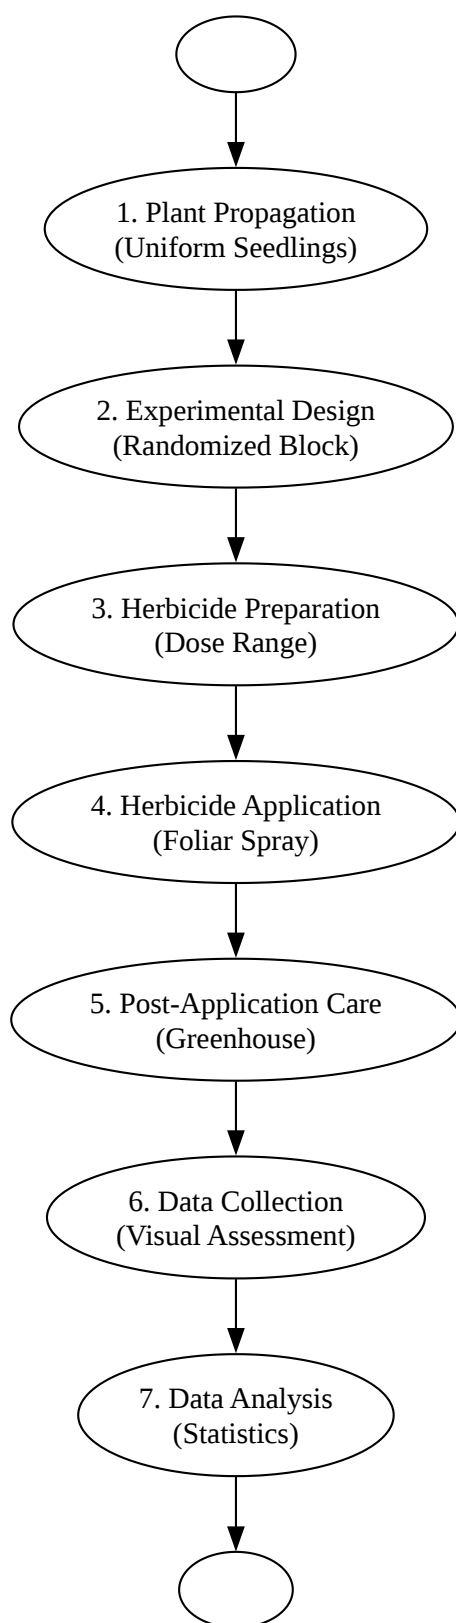 1. Plant Propagation
(Uniform Seedlings)
2. Experimental Design
(Randomized Block)
3. Herbicide Preparation
(Dose Range)
4. Herbicide Application
(Foliar Spray)
5. Post-Application Care
(Greenhouse)
6. Data Collection
(Visual Assessment)
7. Data Analysis
(Statistics)